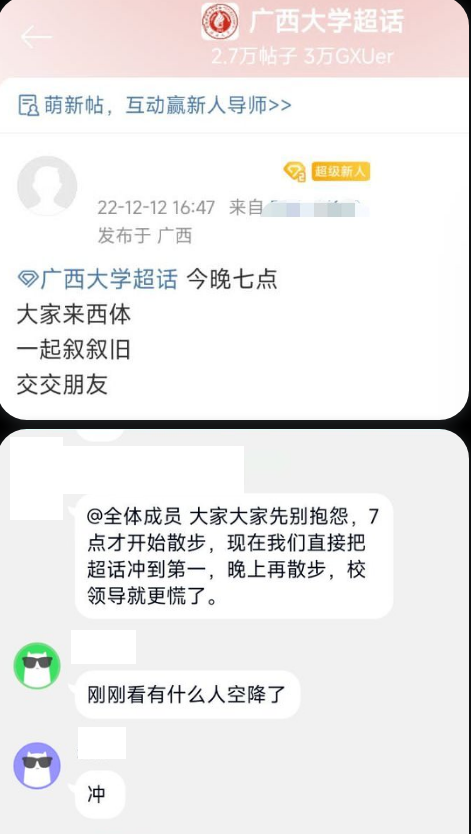 广西大学超话
2.7万帖子 3万GXUer
萌新帖，互动赢新人导师>>
超级新人
22-12-12 16:47 来自
发布于 广西
广西大学超话 今晚七点
大家来西体
一起叙叙旧
交交朋友
@全体成员 大家大家先别抱怨，7
点才开始散步，现在我们直接把
超话冲到第一，晚上再散步，校
领导就更慌了。
刚刚看有什么人空降了
冲